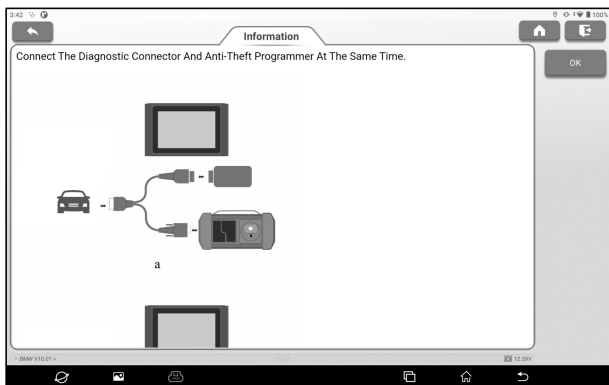 3:42
100%
Information
Connect The Diagnostic Connector And Anti-Theft Programmer At The Same Time.
OK
a
BMW V10.01
12.59V